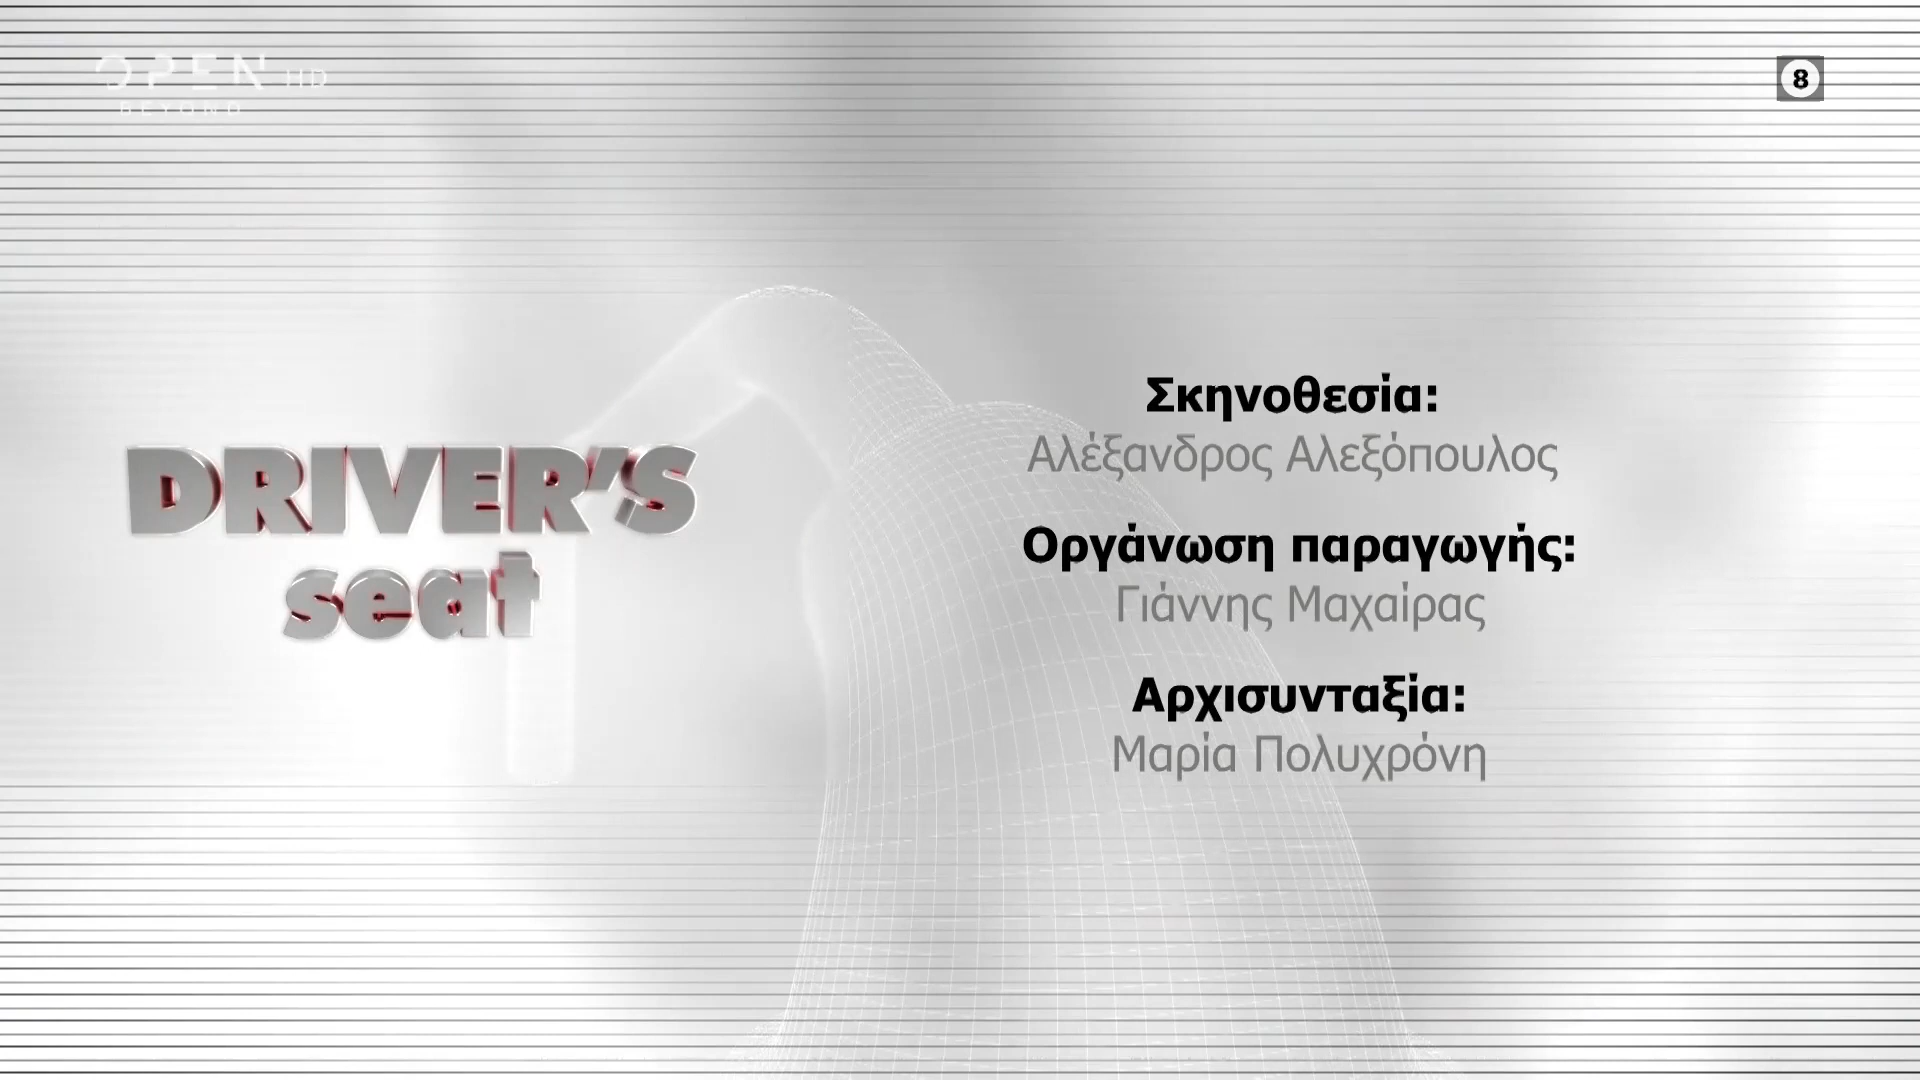 OPEN HD
BEYOND
8
DRIVER'S
seat
Σκηνοθεσία:
Αλέξανδρος Αλεξόπουλος
Οργάνωση παραγωγής:
Γιάννης Μαχαίρας
Αρχισυνταξία:
Μαρία Πολυχρόνη